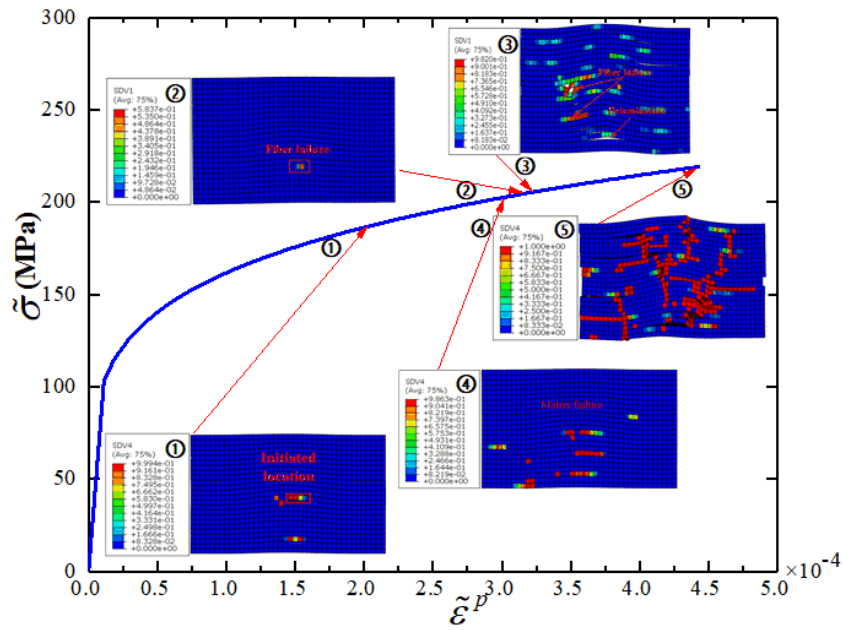 300
250
200
150
100
50
0
σ̃ (MPa)
②
SDV1
(Avg: 75%)
+5.837e-01
+5.350e-01
+4.864e-01
+4.378e-01
+3.891e-01
+3.405e-01
+2.918e-01
+2.432e-01
+1.946e-01
+1.459e-01
+9.728e-02
+4.864e-02
+0.000e+00
Fiber failure
③
SDV1
(Avg: 75%)
+9.820e-01
+9.001e-01
+8.183e-01
+7.365e-01
+6.546e-01
+5.728e-01
+4.910e-01
+4.092e-01
+3.273e-01
+2.455e-01
+1.637e-01
+8.183e-02
+0.000e+00
Fiber failure
① ② ③ ④ ⑤
⑤
SDV4
(Avg: 75%)
+1.000e+00
+9.167e-01
+8.333e-01
+7.500e-01
+6.667e-01
+5.833e-01
+5.000e-01
+4.167e-01
+3.333e-01
+2.500e-01
+1.667e-01
+8.333e-02
+0.000e+00
④
SDV4
(Avg: 75%)
+9.863e-01
+9.041e-01
+8.219e-01
+7.397e-01
+6.575e-01
+5.753e-01
+4.931e-01
+4.109e-01
+3.288e-01
+2.466e-01
+1.644e-01
+8.219e-02
+0.000e+00
Matrix failure
①
SDV4
(Avg: 75%)
+9.994e-01
+9.161e-01
+8.328e-01
+7.495e-01
+6.662e-01
+5.830e-01
+4.997e-01
+4.164e-01
+3.331e-01
+2.498e-01
+1.666e-01
+8.328e-02
+0.000e+00
Initiated
location
0.0 0.5 1.0 1.5 2.0 2.5 3.0 3.5 4.0 4.5 5.0
×10⁻⁴
ε̃ᵖ